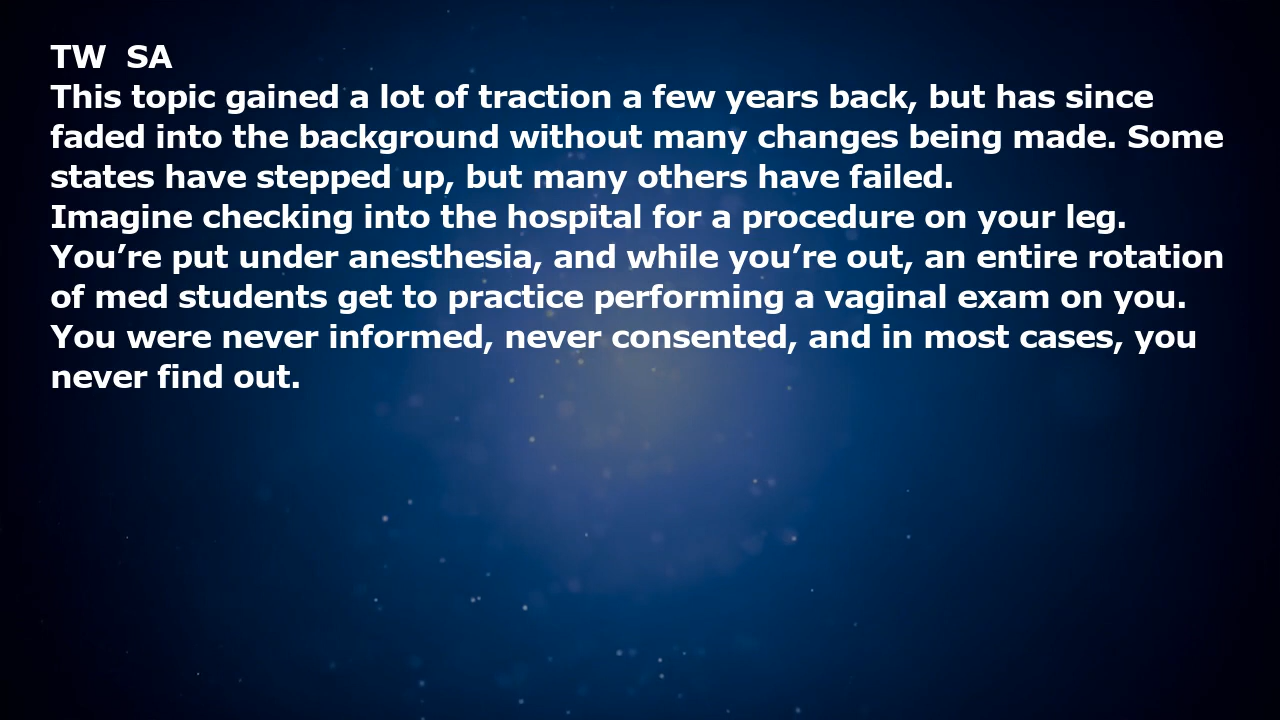 TW  SA
This topic gained a lot of traction a few years back, but has since
faded into the background without many changes being made. Some
states have stepped up, but many others have failed.
Imagine checking into the hospital for a procedure on your leg.
You’re put under anesthesia, and while you’re out, an entire rotation
of med students get to practice performing a vaginal exam on you.
You were never informed, never consented, and in most cases, you
never find out.